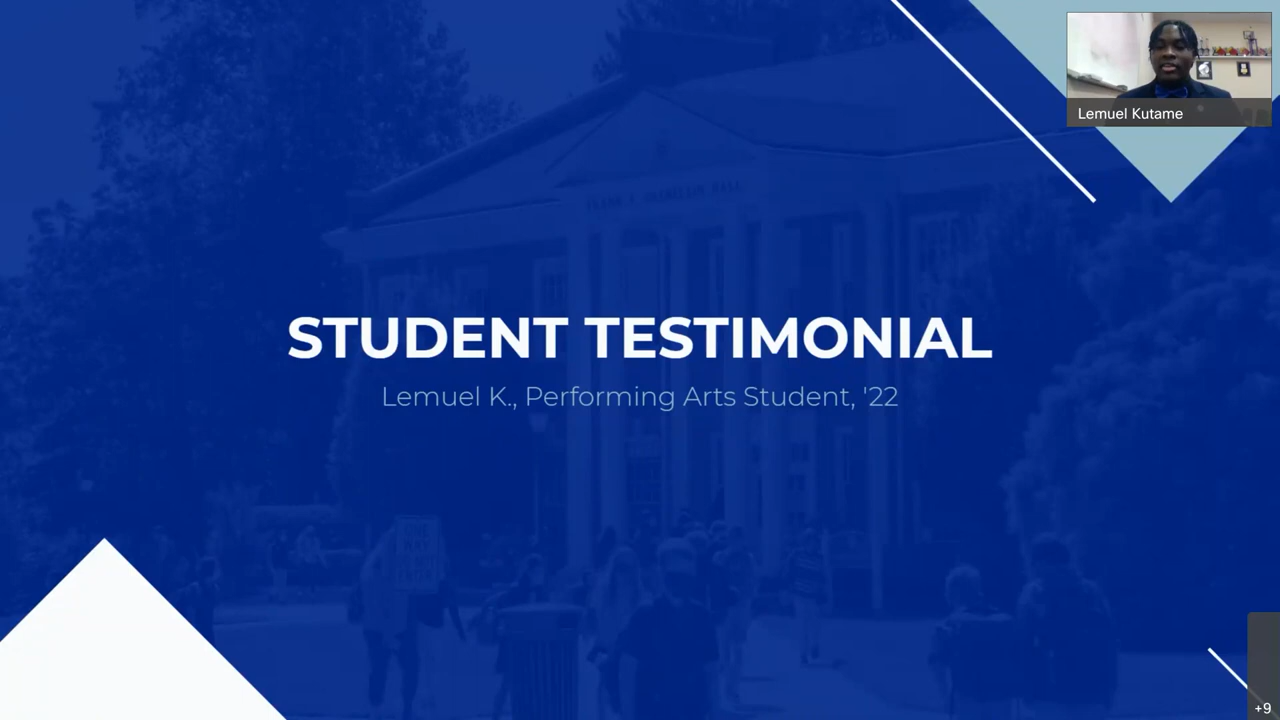 Lemuel Kutame
STUDENT TESTIMONIAL
Lemuel K., Performing Arts Student, '22
+9